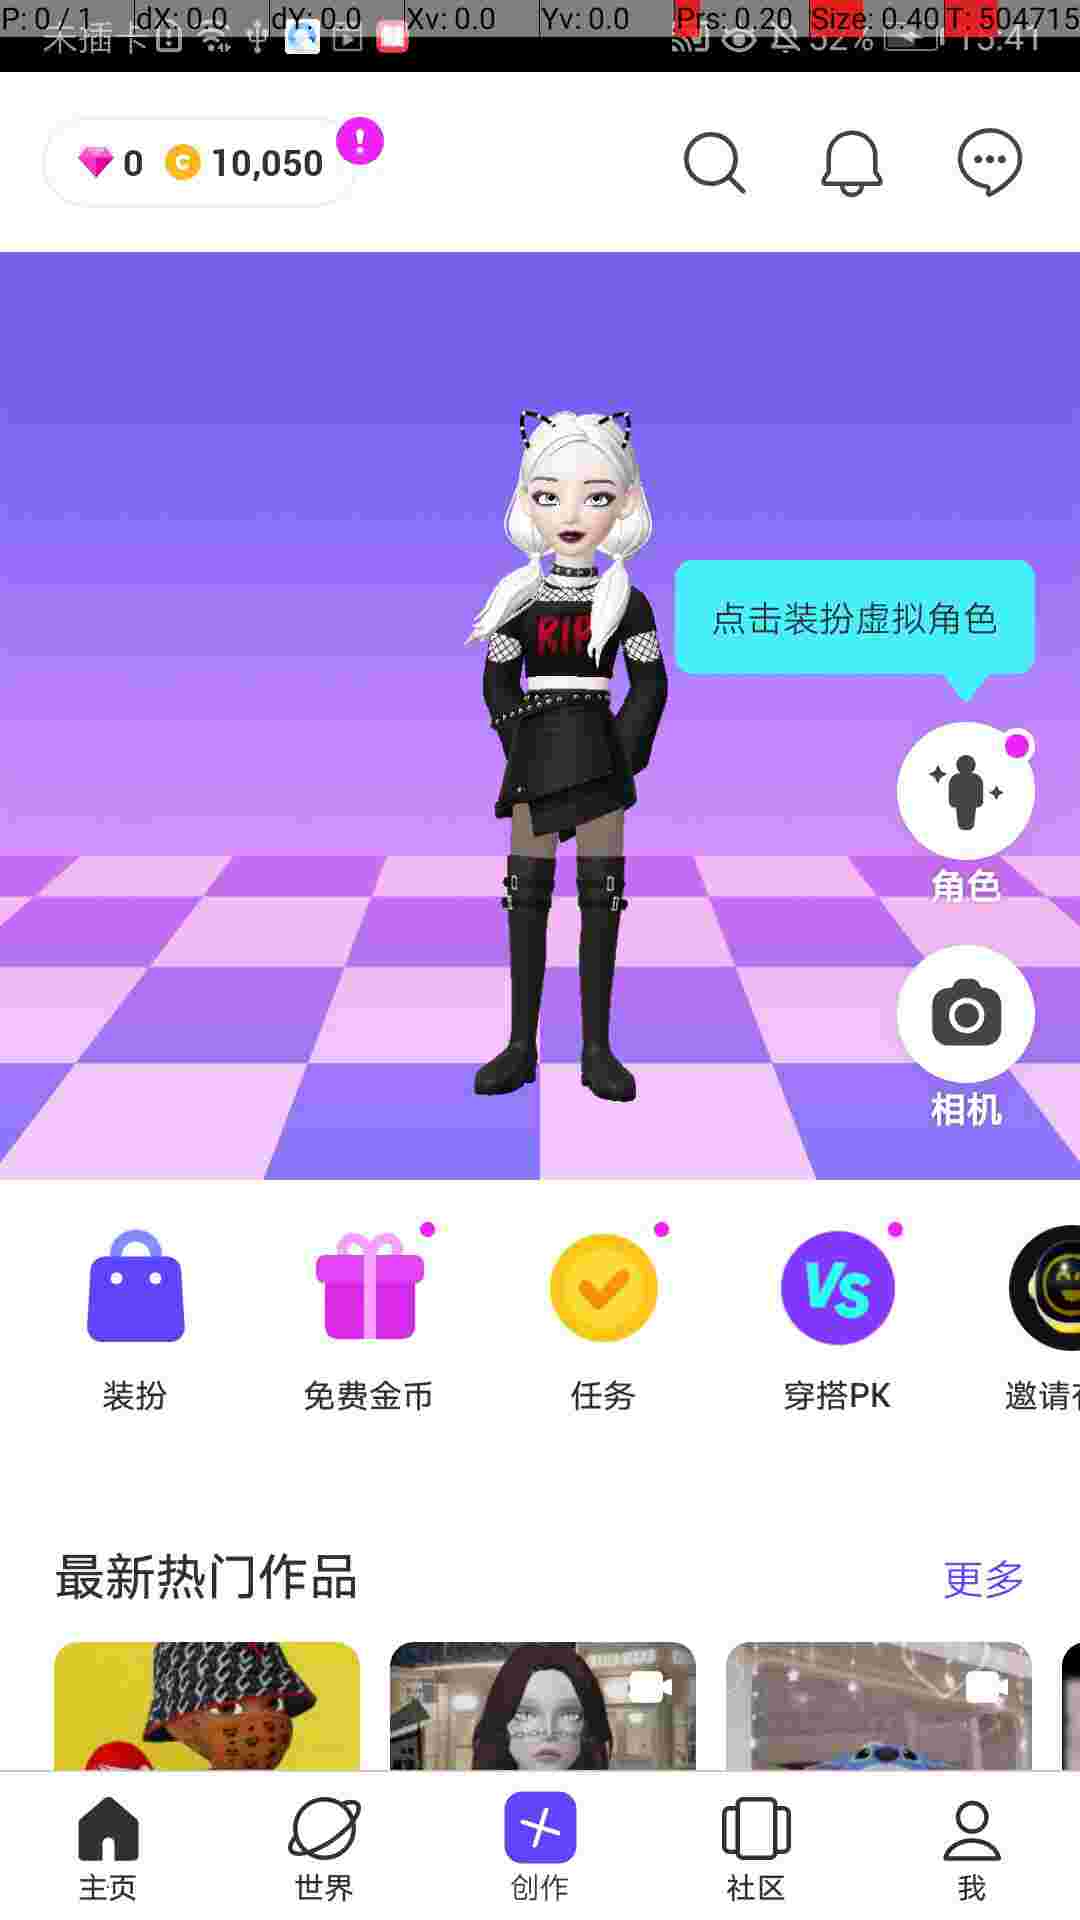 P: 0 / 1 dX: 0.0 dY: 0.0 Xv: 0.0 Yv: 0.0 Prs: 0.20 Size: 0.40 T: 504715
未插卡 52% 15:41
0 10,050
RIP
点击装扮虚拟角色
角色
相机
VS
装扮 免费金币 任务 穿搭PK 邀请
最新热门作品 更多
主页 世界 创作 社区 我